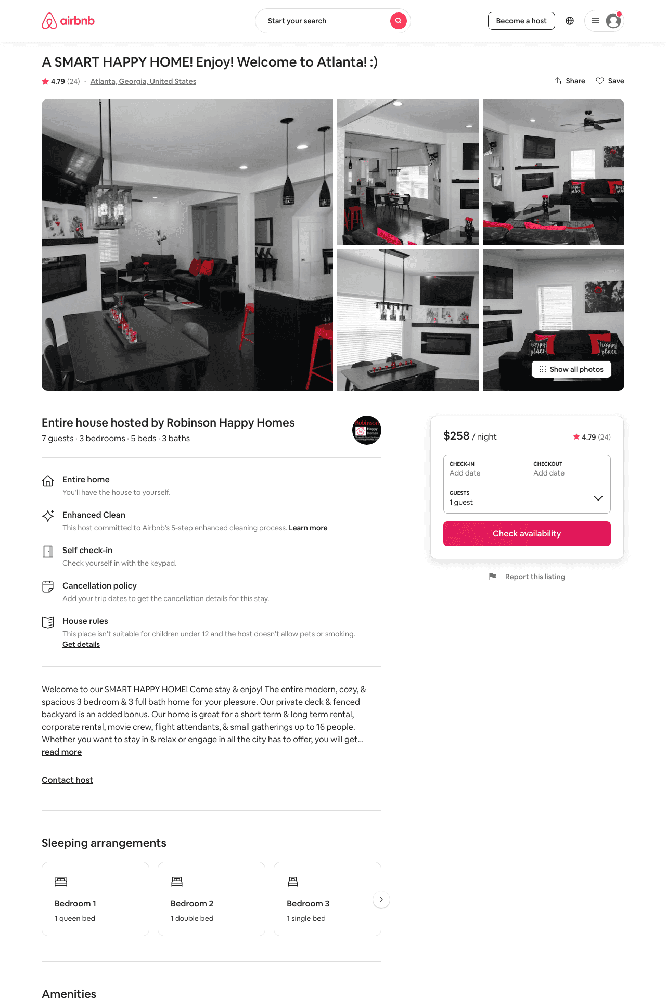 airbnb
Start your search
Become a host
A SMART HAPPY HOME! Enjoy! Welcome to Atlanta! :)
4.79 (24) · Atlanta, Georgia, United States
Share
Save
happy place
happy place
happy place
happy place
Show all photos
Entire house hosted by Robinson Happy Homes
7 guests · 3 bedrooms · 5 beds · 3 baths
Robinson
Happy
Homes
$258 / night
4.79 (24)
CHECK-IN
Add date
CHECKOUT
Add date
GUESTS
1 guest
Check availability
Report this listing
Entire home
You'll have the house to yourself.
Enhanced Clean
This host committed to Airbnb's 5-step enhanced cleaning process. Learn more
Self check-in
Check yourself in with the keypad.
Cancellation policy
Add your trip dates to get the cancellation details for this stay.
House rules
This place isn't suitable for children under 12 and the host doesn't allow pets or smoking.
Get details
Welcome to our SMART HAPPY HOME! Come stay & enjoy! The entire modern, cozy, &
spacious 3 bedroom & 3 full bath home for your pleasure. Our private deck & fenced
backyard is an added bonus. Our home is great for a short term & long term rental,
corporate rental, movie crew, flight attendants, & small gatherings up to 16 people.
Whether you want to stay in & relax or engage in all the city has to offer, you will get...
read more
Contact host
Sleeping arrangements
Bedroom 1
1 queen bed
Bedroom 2
1 double bed
Bedroom 3
1 single bed
Amenities